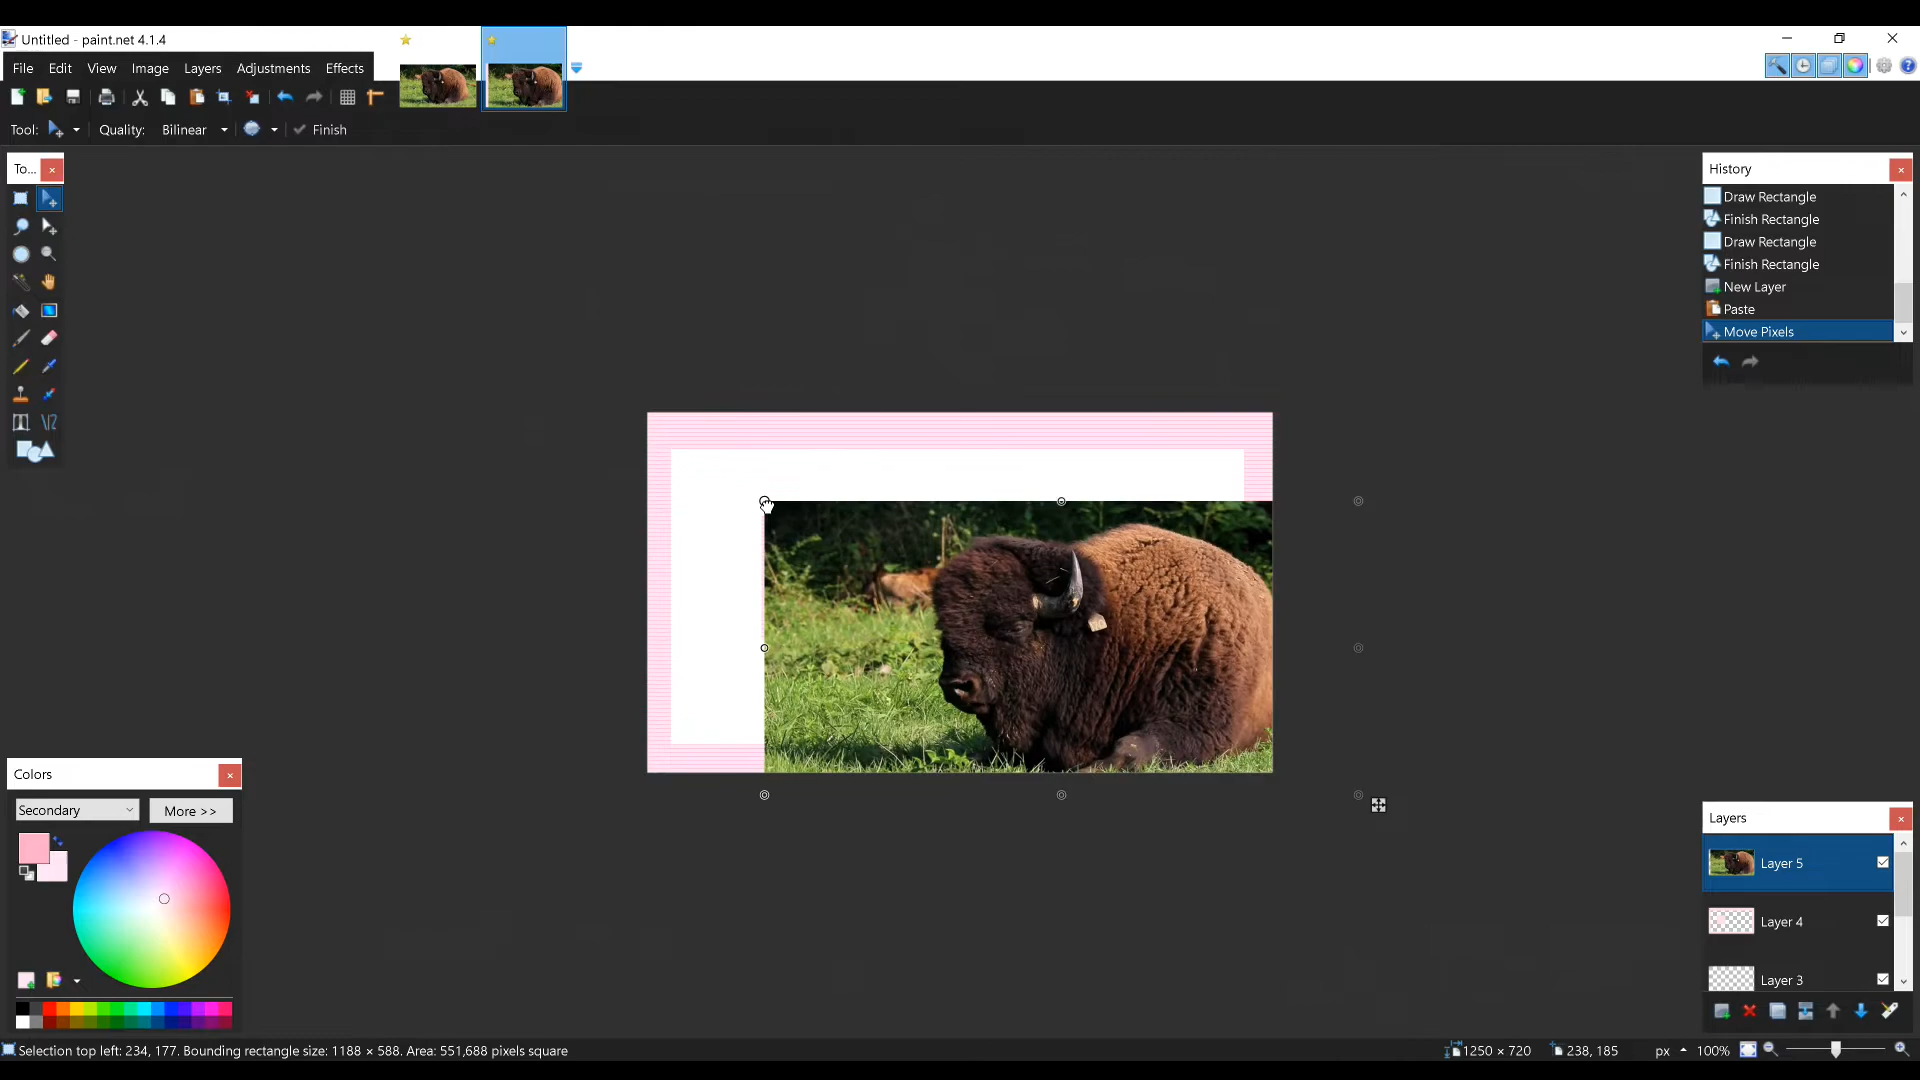 Untitled - paint.net 4.1.4
File Edit View Image Layers Adjustments Effects
Tool: Quality: Bilinear Finish
To...
History
Draw Rectangle
Finish Rectangle
Draw Rectangle
Finish Rectangle
New Layer
Paste
Move Pixels
Colors
Secondary More >>
Layers
Layer 5
Layer 4
Layer 3
Selection top left: 234, 177. Bounding rectangle size: 1188 × 588. Area: 551,688 pixels square 1250 × 720 238, 185 px 100%